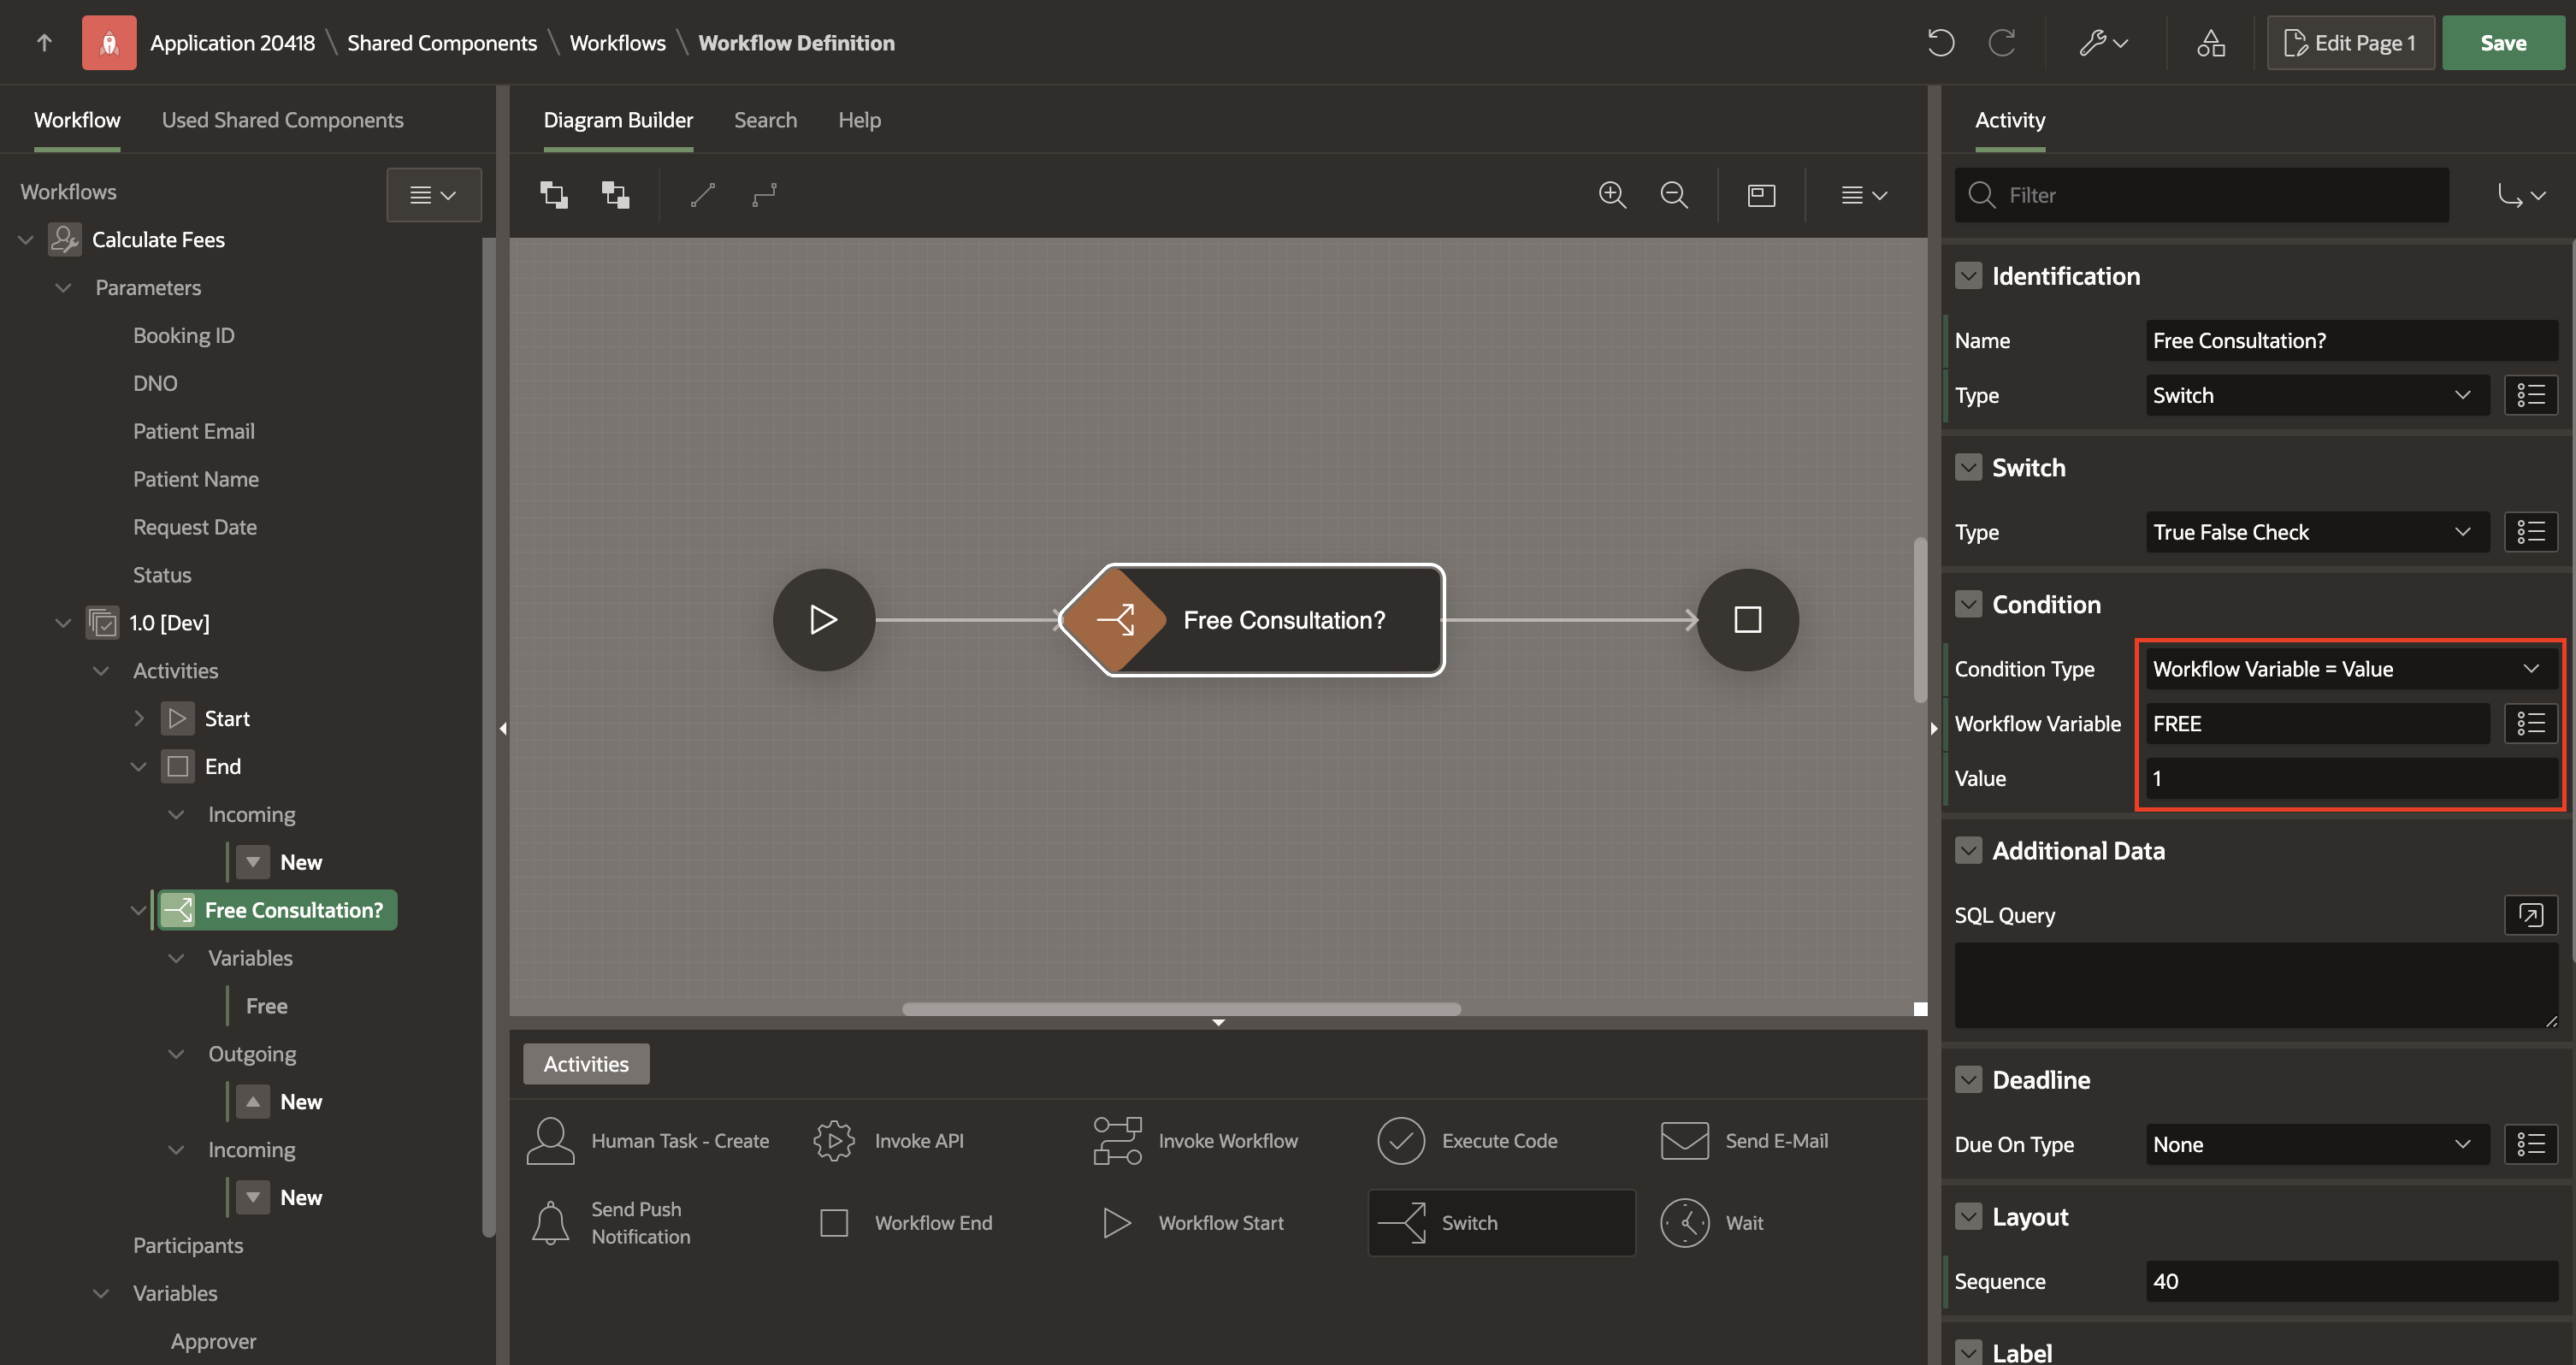 Application 20418 \ Shared Components \ Workflows \ Workflow Definition
Edit Page 1
Save
Workflow
Used Shared Components
Workflows
Calculate Fees
Parameters
Booking ID
DNO
Patient Email
Patient Name
Request Date
Status
1.0 [Dev]
Activities
Start
End
Incoming
New
Free Consultation?
Variables
Free
Outgoing
New
Incoming
New
Participants
Variables
Approver
Diagram Builder
Search
Help
Free Consultation?
Activities
Human Task - Create
Invoke API
Invoke Workflow
Execute Code
Send E-Mail
Send Push
Notification
Workflow End
Workflow Start
Switch
Wait
Activity
Filter
Identification
Name
Free Consultation?
Type
Switch
Switch
Type
True False Check
Condition
Condition Type
Workflow Variable = Value
Workflow Variable
FREE
Value
1
Additional Data
SQL Query
Deadline
Due On Type
None
Layout
Sequence
40
Label